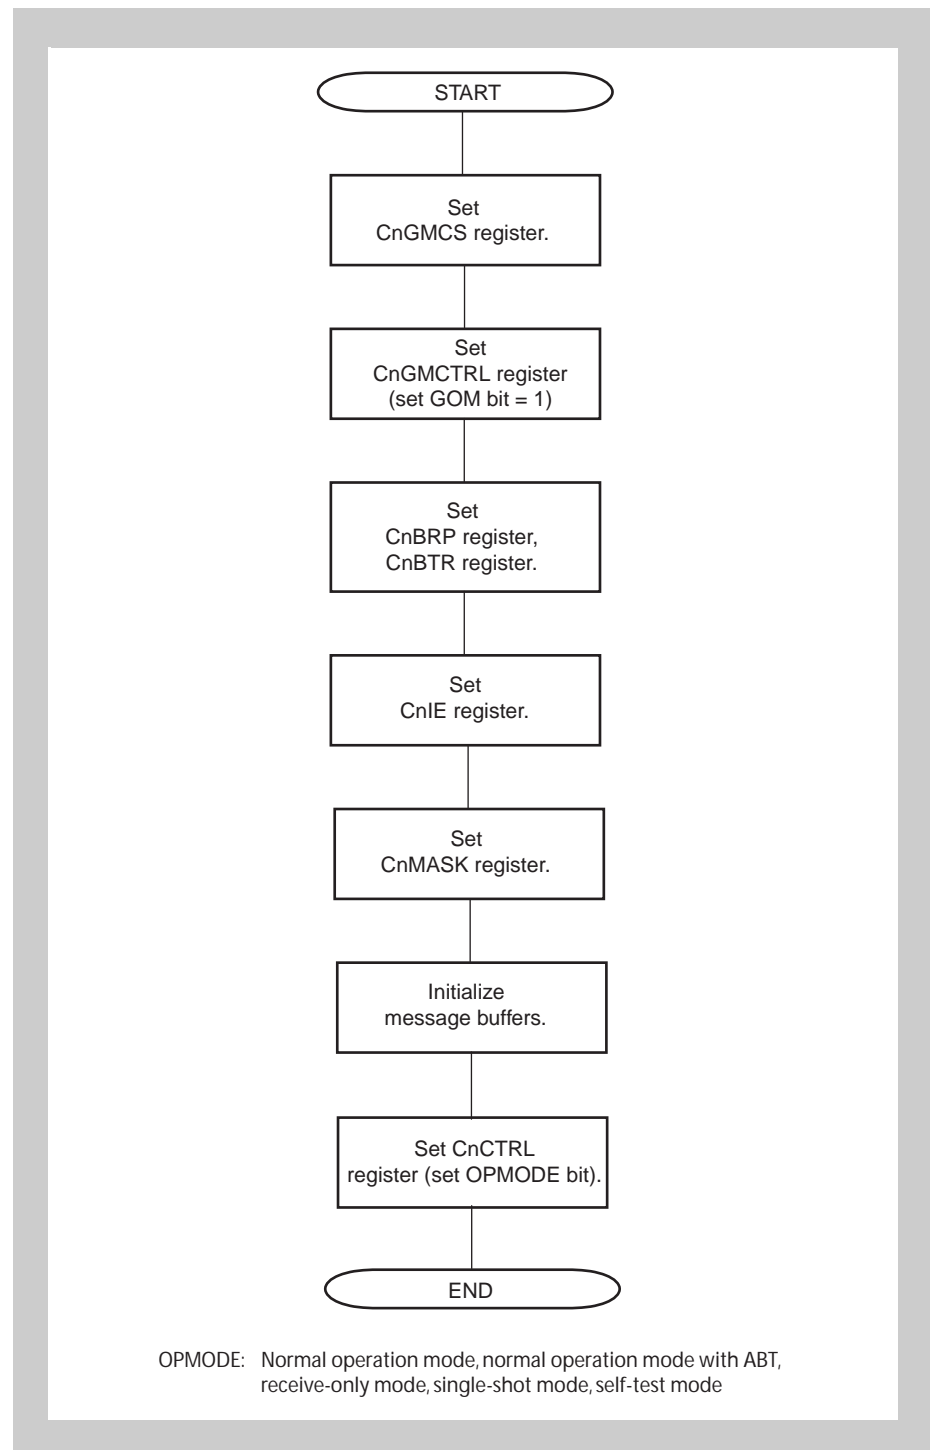 START
Set
CnGMCS register.
Set
CnGMCTRL register
(set GOM bit = 1)
Set
CnBRP register,
CnBTR register.
Set
CnIE register.
Set
CnMASK register.
Initialize
message buffers.
Set CnCTRL
register (set OPMODE bit).
END
OPMODE: Normal operation mode, normal operation mode with ABT,
receive-only mode, single-shot mode, self-test mode